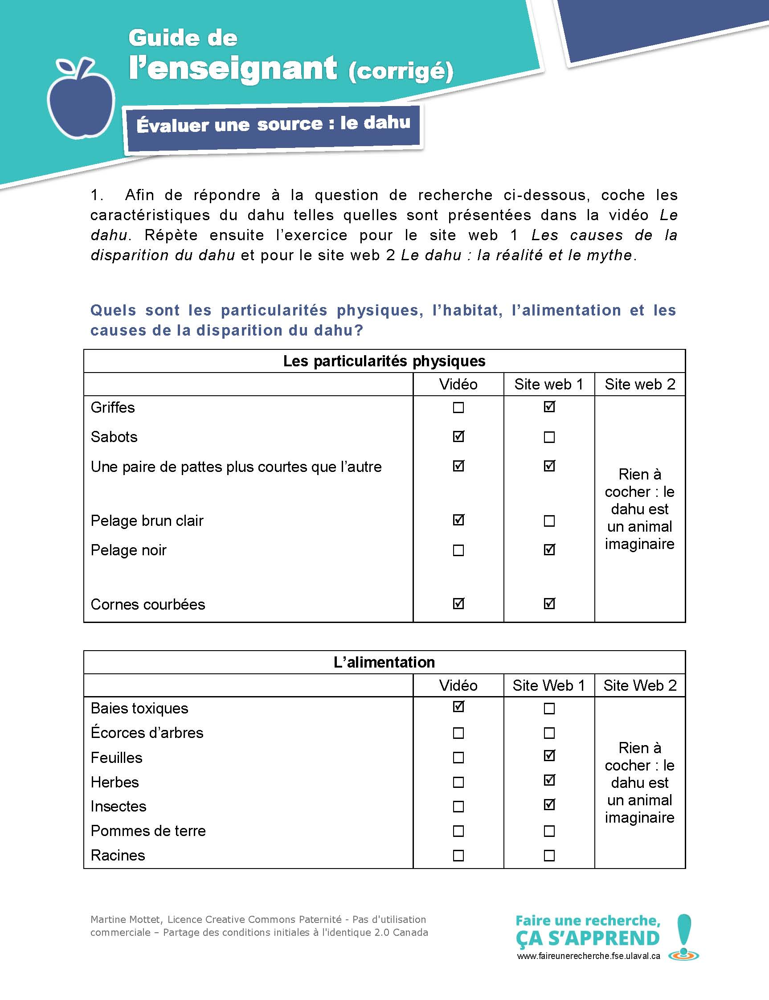 Guide de
l’enseignant (corrigé)
Évaluer une source : le dahu
1. Afin de répondre à la question de recherche ci-dessous, coche les
caractéristiques du dahu telles quelles sont présentées dans la vidéo Le
dahu. Répète ensuite l’exercice pour le site web 1 Les causes de la
disparition du dahu et pour le site web 2 Le dahu : la réalité et le mythe.
Quels sont les particularités physiques, l’habitat, l’alimentation et les
causes de la disparition du dahu?
Les particularités physiques
Vidéo Site web 1 Site web 2
Griffes ☐ ☑
Sabots ☑ ☐
Une paire de pattes plus courtes que l’autre ☑ ☑
Pelage brun clair ☑ ☐
Pelage noir ☐ ☑
Cornes courbées ☑ ☑
Rien à
cocher : le
dahu est
un animal
imaginaire
L’alimentation
Vidéo Site Web 1 Site Web 2
Baies toxiques ☑ ☐
Écorces d’arbres ☐ ☐
Feuilles ☐ ☑
Herbes ☐ ☑
Insectes ☐ ☑
Pommes de terre ☐ ☐
Racines ☐ ☐
Rien à
cocher : le
dahu est
un animal
imaginaire
Martine Mottet, Licence Creative Commons Paternité - Pas d'utilisation
commerciale – Partage des conditions initiales à l'identique 2.0 Canada
Faire une recherche,
ÇA S’APPREND
www.faireunerecherche.fse.ulaval.ca